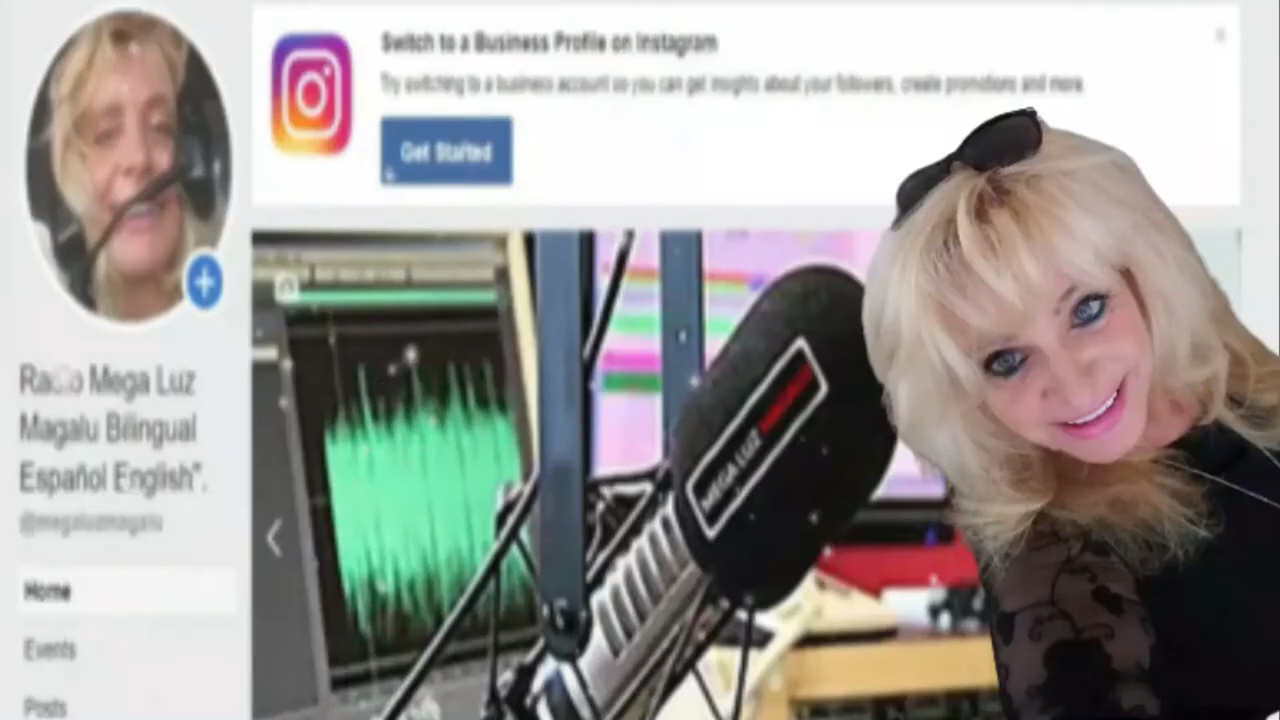 Switch to a Business Profile on Instagram
Try switching to a business account so you can get insights about your followers, create promotions and more.
Get Started
Radio Mega Luz
Magalu Bilingual
Español English".
@megaluzmagalu
Home
Events
Posts
MEGA LUZ